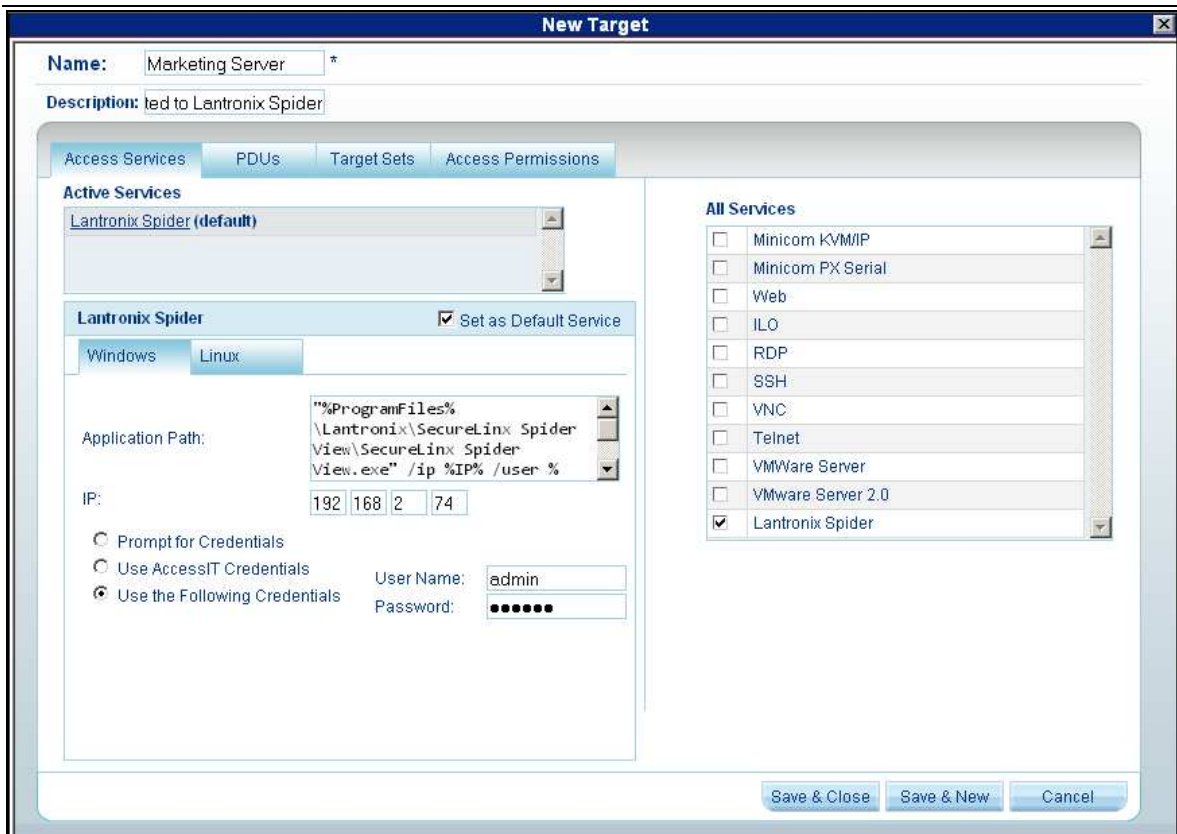 New Target
Name: Marketing Server *
Description: ted to Lantronix Spider
Access Services PDUs Target Sets Access Permissions
Active Services
Lantronix Spider (default)
Lantronix Spider Set as Default Service
Windows Linux
Application Path:
"%ProgramFiles%
\Lantronix\SecureLinx Spider
View\SecureLinx Spider
View.exe" /ip %IP% /user %
IP: 192 168 2 74
Prompt for Credentials
Use AccessIT Credentials
Use the Following Credentials
User Name: admin
Password: ●●●●●●
All Services
Minicom KVM/IP
Minicom PX Serial
Web
ILO
RDP
SSH
VNC
Telnet
VMWare Server
VMware Server 2.0
Lantronix Spider
Save & Close Save & New Cancel